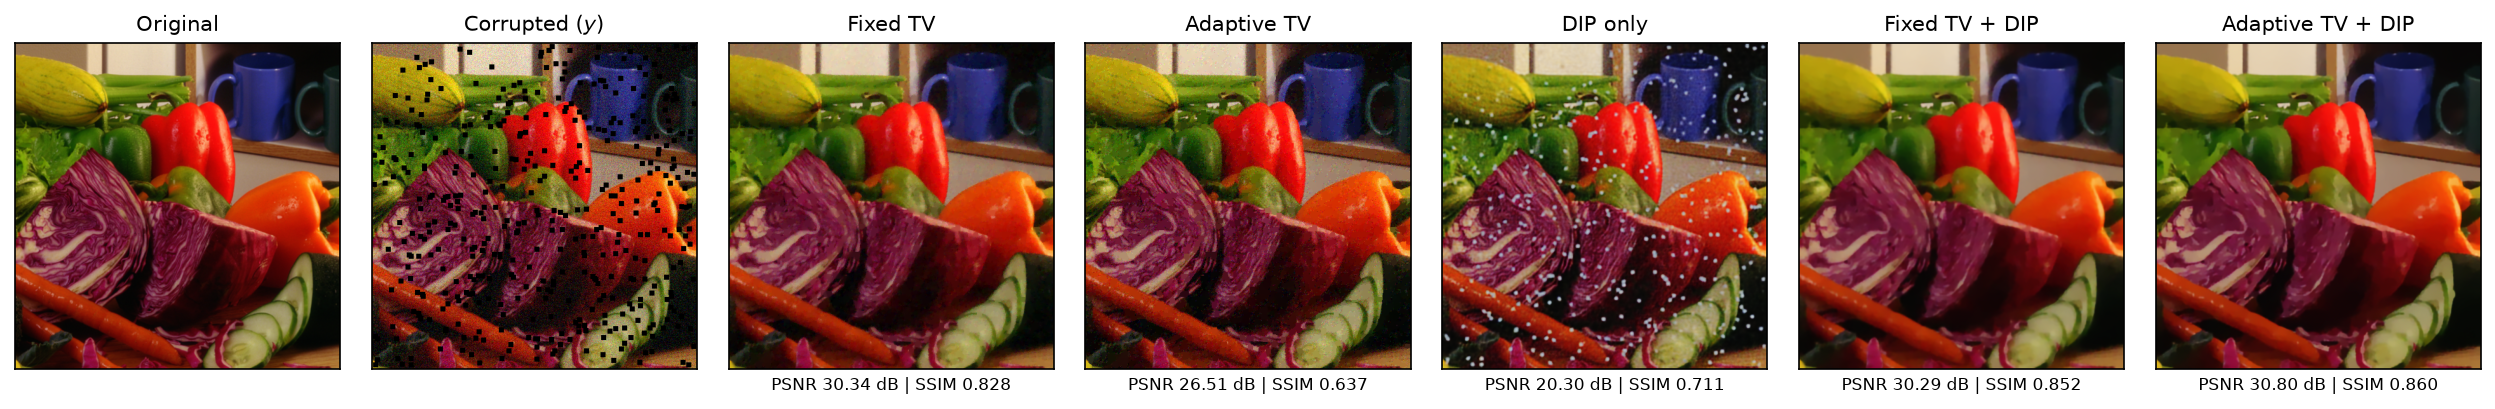 Original
Corrupted (y)
Fixed TV
Adaptive TV
DIP only
Fixed TV + DIP
Adaptive TV + DIP
PSNR 30.34 dB | SSIM 0.828
PSNR 26.51 dB | SSIM 0.637
PSNR 20.30 dB | SSIM 0.711
PSNR 30.29 dB | SSIM 0.852
PSNR 30.80 dB | SSIM 0.860